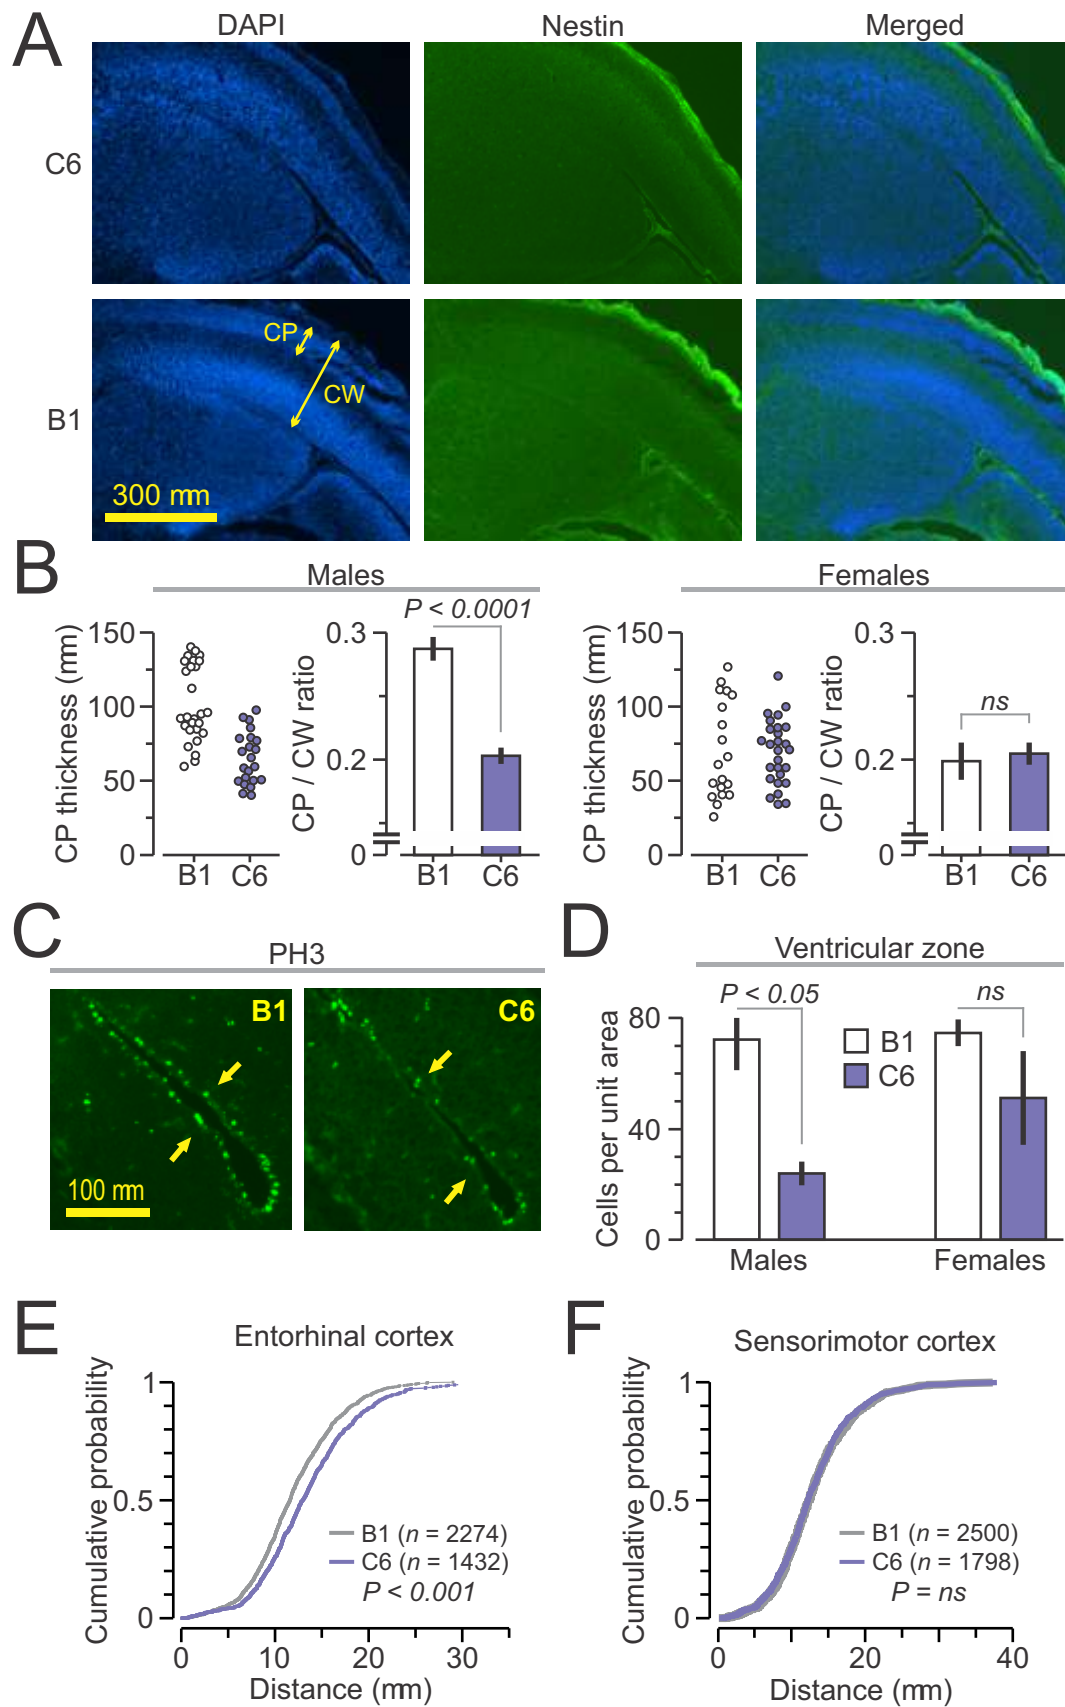 A
DAPI
Nestin
Merged
C6
B1
CP
CW
300 mm
B
Males
Females
CP thickness (mm)
150
100
50
0
B1
C6
CP / CW ratio
P < 0.0001
0.3
0.2
0
B1
C6
CP thickness (mm)
150
100
50
0
B1
C6
CP / CW ratio
ns
0.3
0.2
0
B1
C6
C
PH3
B1
C6
100 mm
D
Ventricular zone
P < 0.05
ns
Cells per unit area
80
40
0
B1
C6
Males
Females
E
Entorhinal cortex
Cumulative probability
1
0.5
0
B1 (n = 2274)
C6 (n = 1432)
P < 0.001
0 10 20 30
Distance (mm)
F
Sensorimotor cortex
Cumulative probability
1
0.5
0
B1 (n = 2500)
C6 (n = 1798)
P = ns
0 20 40
Distance (mm)